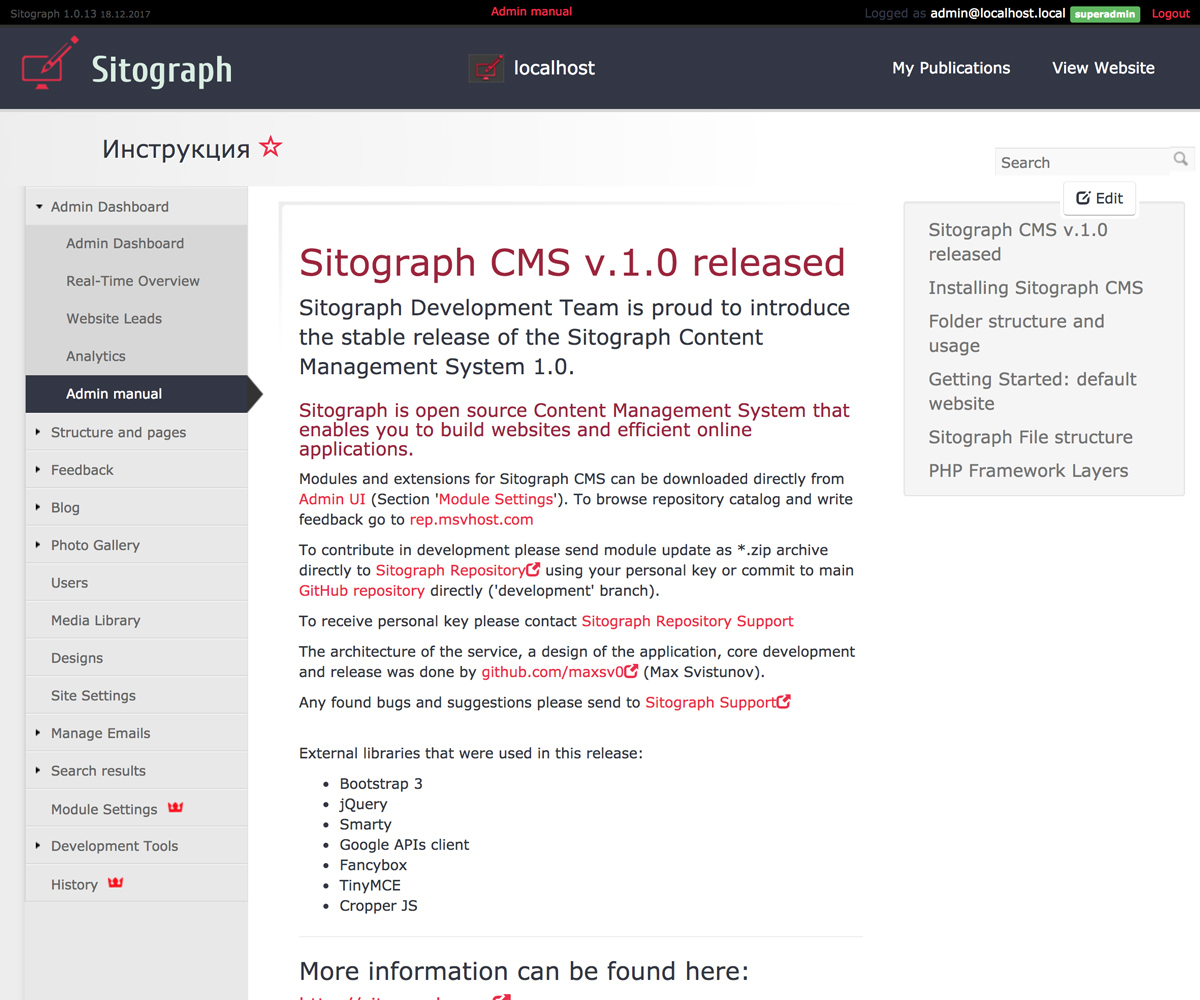 Sitograph 1.0.13 18.12.2017
Admin manual
Logged as admin@localhost.local superadmin Logout
Sitograph
localhost
My Publications
View Website
Инструкция
Search
Admin Dashboard
Admin Dashboard
Real-Time Overview
Website Leads
Analytics
Admin manual
Structure and pages
Feedback
Blog
Photo Gallery
Users
Media Library
Designs
Site Settings
Manage Emails
Search results
Module Settings
Development Tools
History
Sitograph CMS v.1.0 released
Sitograph Development Team is proud to introduce
the stable release of the Sitograph Content
Management System 1.0.
Sitograph is open source Content Management System that
enables you to build websites and efficient online
applications.
Modules and extensions for Sitograph CMS can be downloaded directly from
Admin UI (Section 'Module Settings'). To browse repository catalog and write
feedback go to rep.msvhost.com
To contribute in development please send module update as *.zip archive
directly to Sitograph Repository using your personal key or commit to main
GitHub repository directly ('development' branch).
To receive personal key please contact Sitograph Repository Support
The architecture of the service, a design of the application, core development
and release was done by github.com/maxsv0 (Max Svistunov).
Any found bugs and suggestions please send to Sitograph Support
External libraries that were used in this release:
Bootstrap 3
jQuery
Smarty
Google APIs client
Fancybox
TinyMCE
Cropper JS
More information can be found here:
Edit
Sitograph CMS v.1.0
released
Installing Sitograph CMS
Folder structure and
usage
Getting Started: default
website
Sitograph File structure
PHP Framework Layers